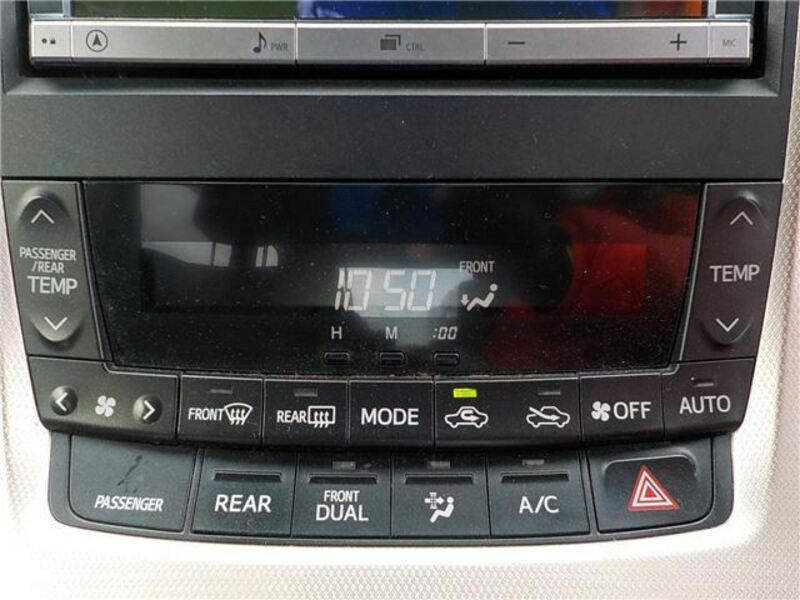 PWR
CTRL
MIC
PASSENGER
/REAR
TEMP
FRONT
10 50
H M :00
TEMP
FRONT
REAR
MODE
OFF
AUTO
PASSENGER
REAR
FRONT
DUAL
A/C